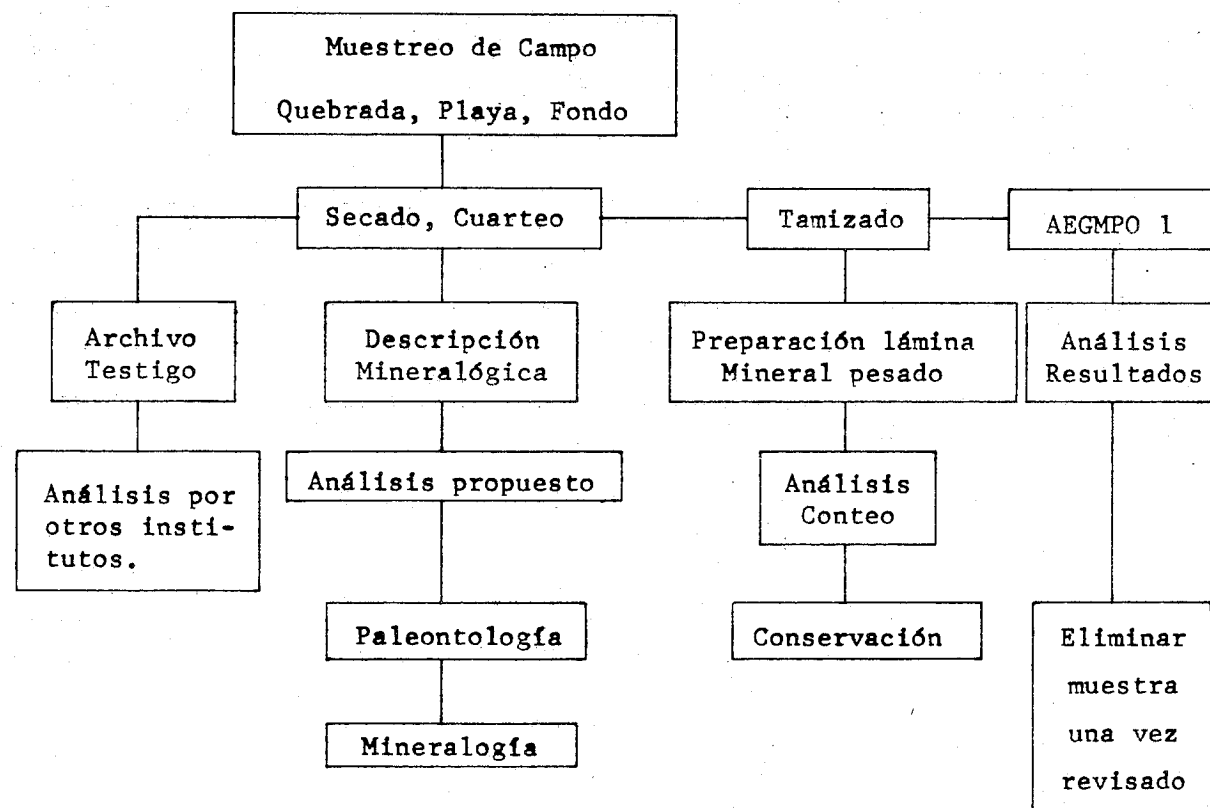 Muestreo de Campo
Quebrada, Playa, Fondo
Secado, Cuarteo
Tamizado
AEGMPO 1
Archivo
Testigo
Descripción
Mineralógica
Preparación lámina
Mineral pesado
Análisis
Resultados
Análisis por
otros insti-
tutos.
Análisis propuesto
Análisis
Conteo
Paleontología
Conservación
Eliminar
muestra
una vez
revisado
Mineralogía